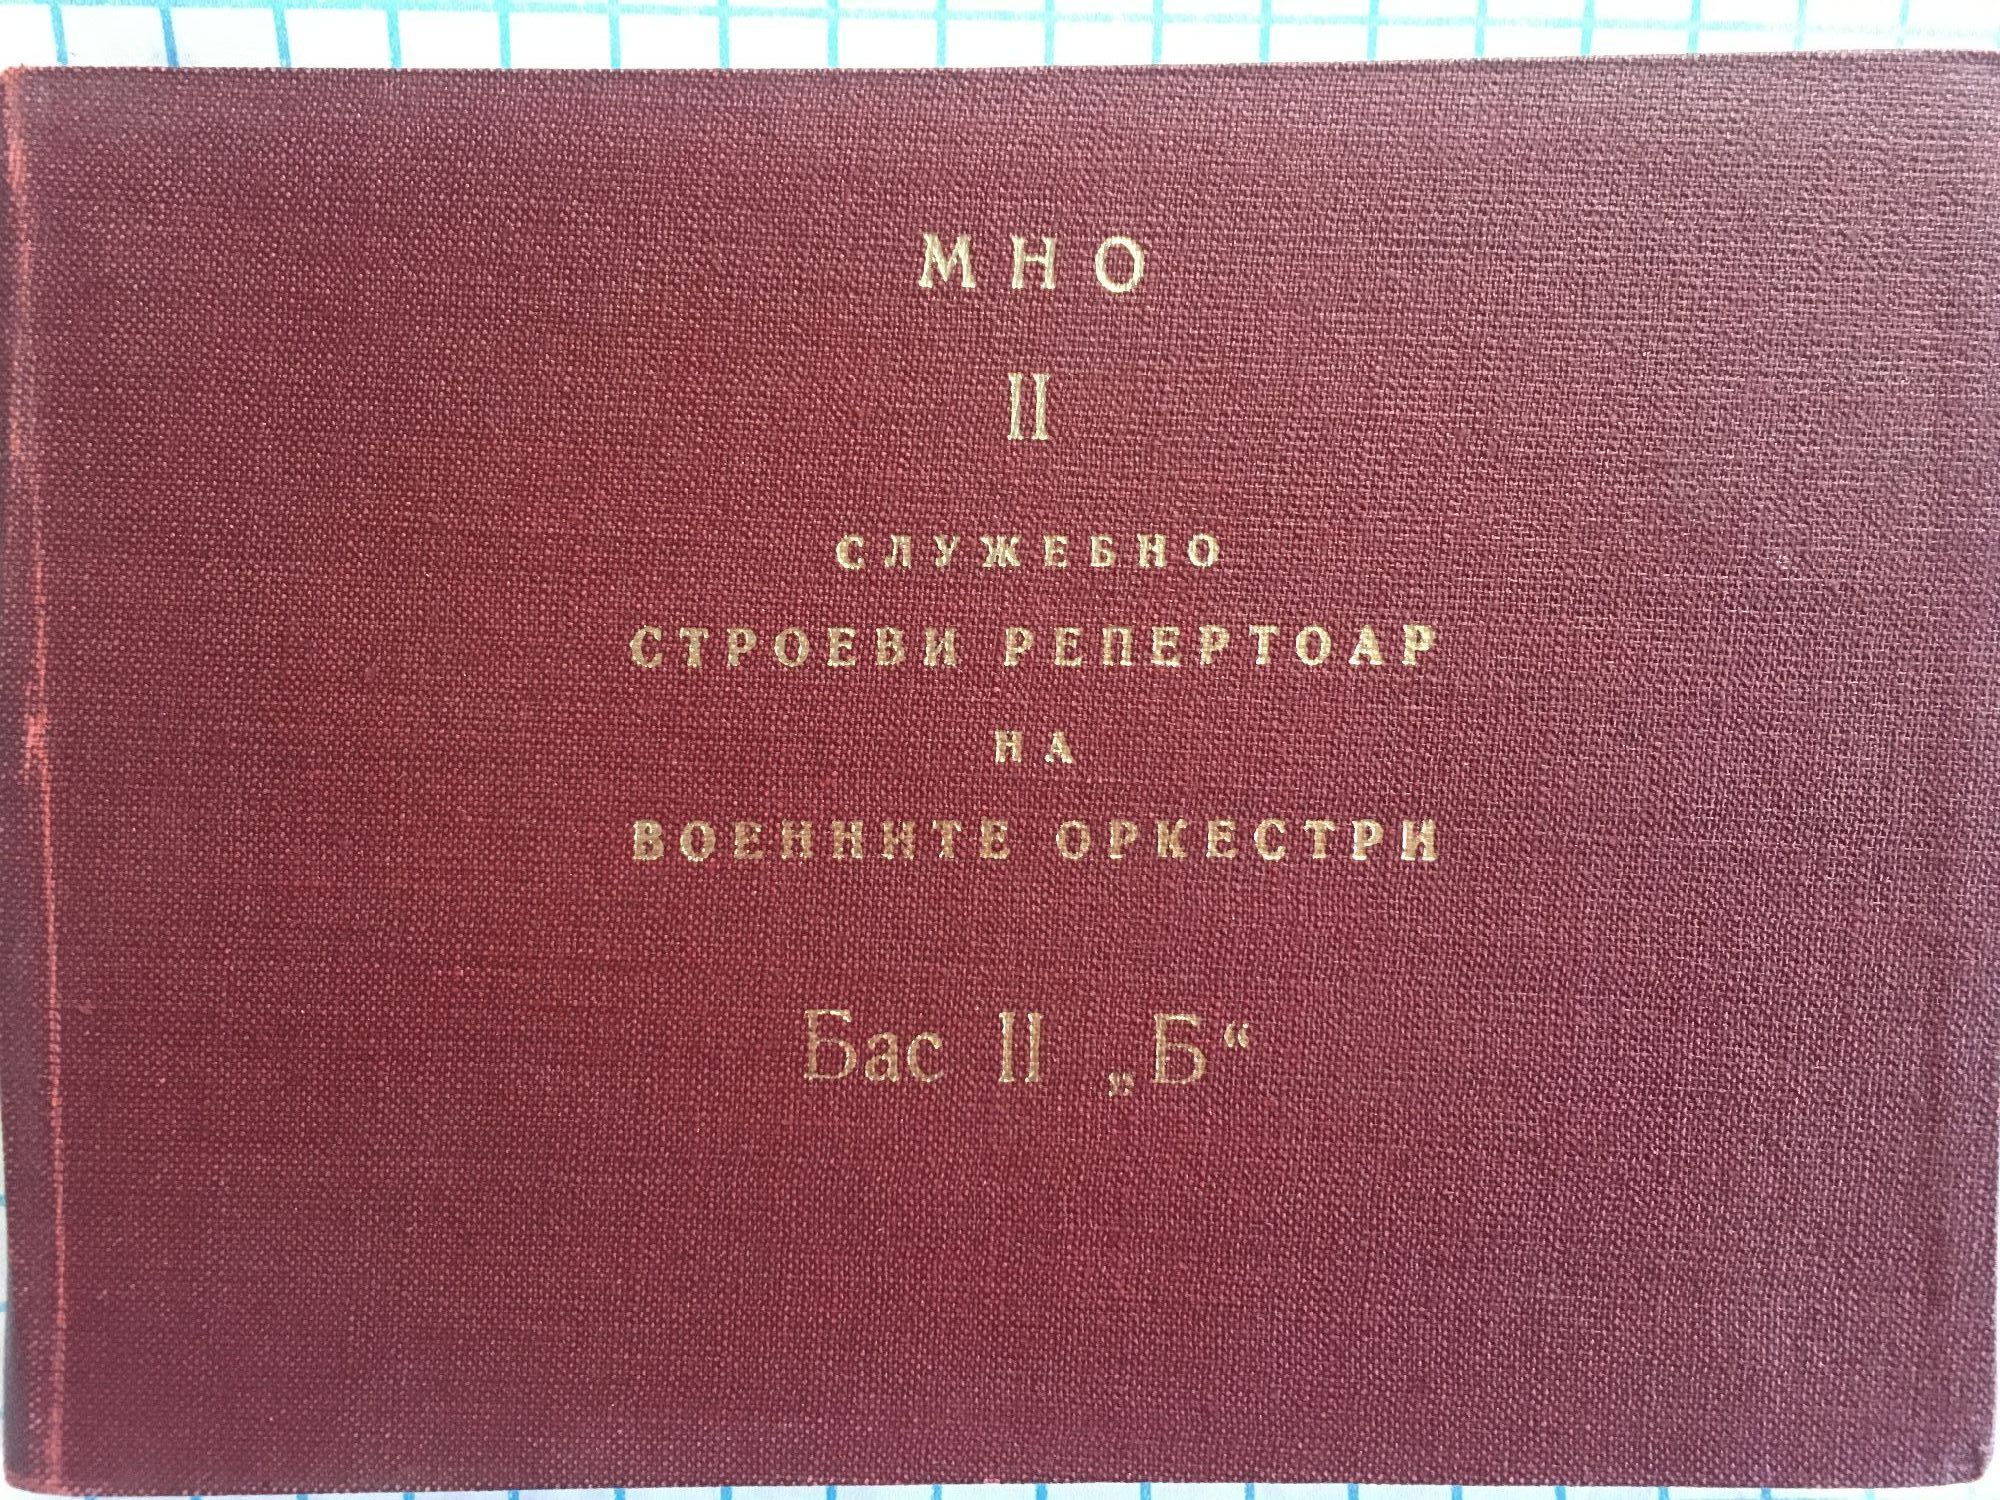 МНО
II
СЛУЖЕБНО
СТРОЕВИ РЕПЕРТОАР
НА
ВОЕННИТЕ ОРКЕСТРИ
Бас II „Б“